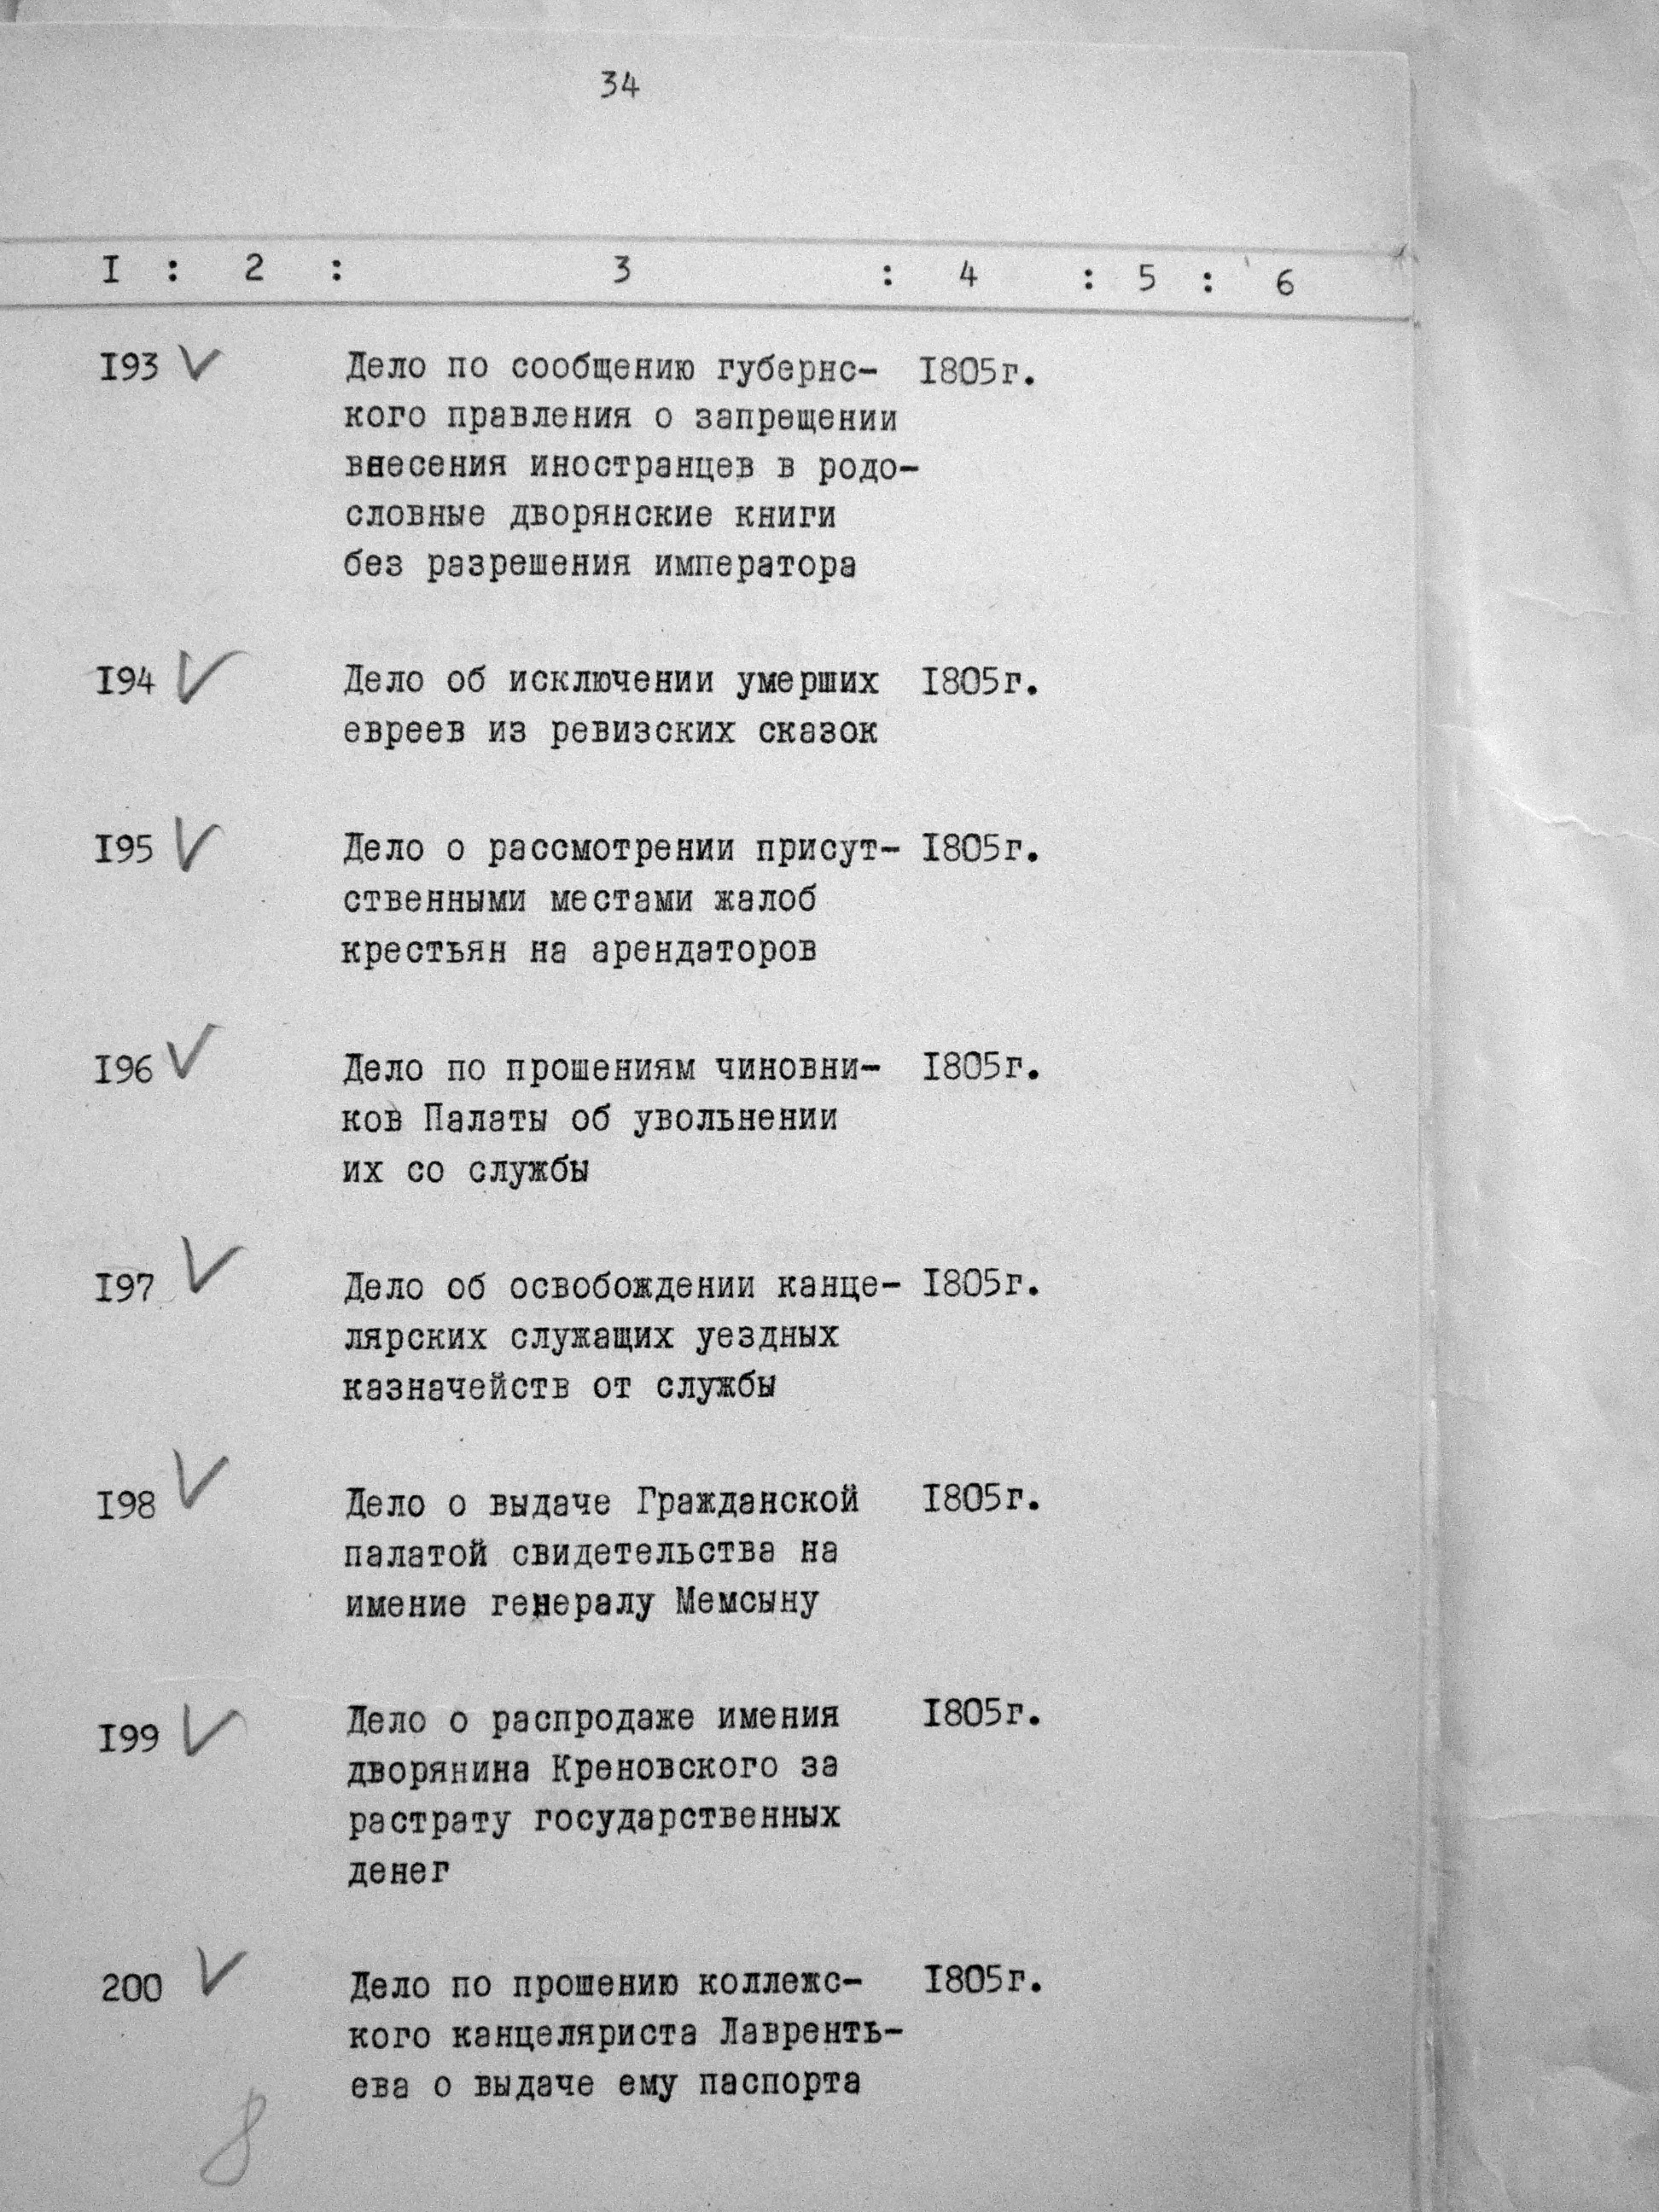 34
I : 2 : 3 : 4 : 5 : 6
I93 V Дело по сообщению губернс- I805г.
кого правления о запрещении
внесения иностранцев в родо-
словные дворянские книги
без разрешения императора
I94 V Дело об исключении умерших I805г.
евреев из ревизских сказок
I95 V Дело о рассмотрении присут- I805г.
ственными местами жалоб
крестьян на арендаторов
I96 V Дело по прошениям чиновни- I805г.
ков Палаты об увольнении
их со службы
I97 V Дело об освобождении канце- I805г.
лярских служащих уездных
казначейств от службы
I98 V Дело о выдаче Гражданской I805г.
палатой свидетельства на
имение генералу Мемсыну
I99 V Дело о распродаже имения I805г.
дворянина Креновского за
растрату государственных
денег
200 V Дело по прошению коллежс- I805г.
кого канцеляриста Лавренть-
ева о выдаче ему паспорта
8